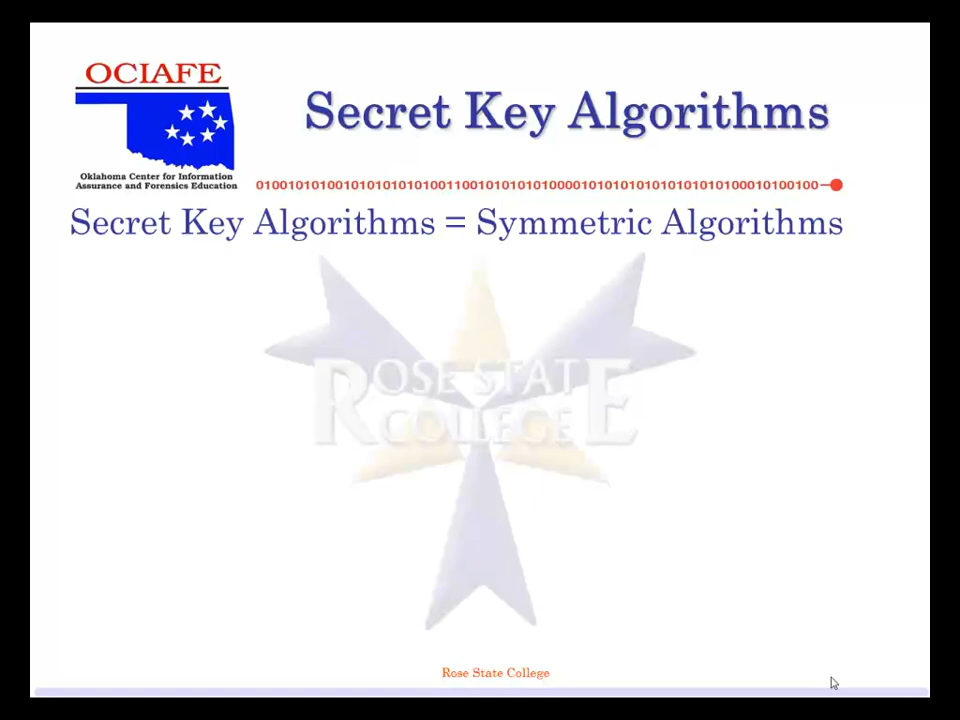 OCIAFE
Oklahoma Center for Information
Assurance and Forensics Education
Secret Key Algorithms
Secret Key Algorithms = Symmetric Algorithms
ROSE STATE
COLLEGE
Rose State College